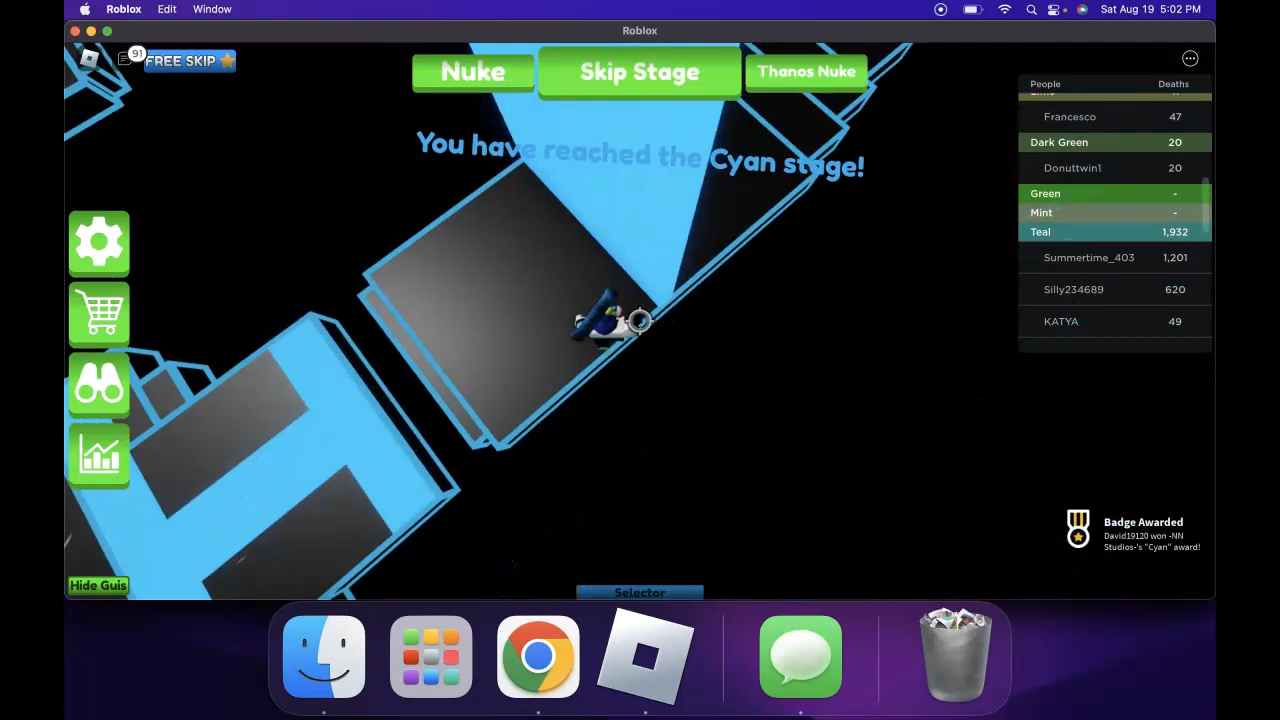 Roblox Edit Window
Sat Aug 19 5:02 PM
Roblox
91
FREE SKIP
Nuke
Skip Stage
Thanos Nuke
You have reached the Cyan stage!
People Deaths
Francesco 47
Dark Green 20
Donuttwin1 20
Green -
Mint -
Teal 1,932
Summertime_403 1,201
Silly234689 620
KATYA 49
Badge Awarded
David19120 won -NN
Studios-'s "Cyan" award!
Hide Guis
Selector